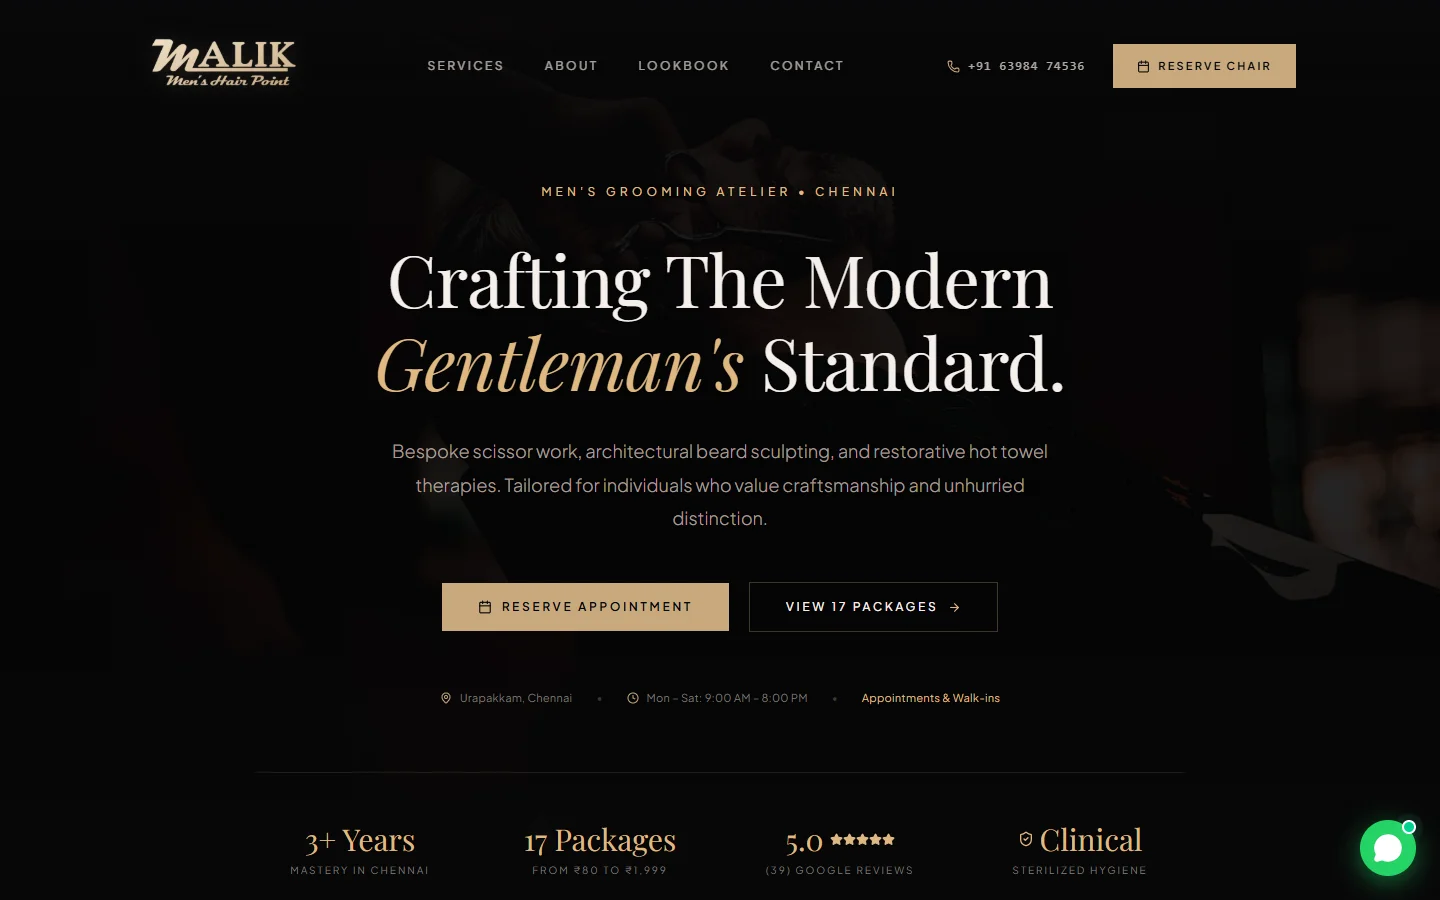 MALIK
Men's Hair Point
SERVICES
ABOUT
LOOKBOOK
CONTACT
+91 63984 74536
RESERVE CHAIR
MEN'S GROOMING ATELIER • CHENNAI
Crafting The Modern
Gentleman's Standard.
Bespoke scissor work, architectural beard sculpting, and restorative hot towel
therapies. Tailored for individuals who value craftsmanship and unhurried
distinction.
RESERVE APPOINTMENT
VIEW 17 PACKAGES →
Urapakkam, Chennai • Mon – Sat: 9:00 AM – 8:00 PM • Appointments & Walk-ins
3+ Years
MASTERY IN CHENNAI
17 Packages
FROM ₹80 TO ₹1,999
5.0 ★★★★★
(39) GOOGLE REVIEWS
Clinical
STERILIZED HYGIENE